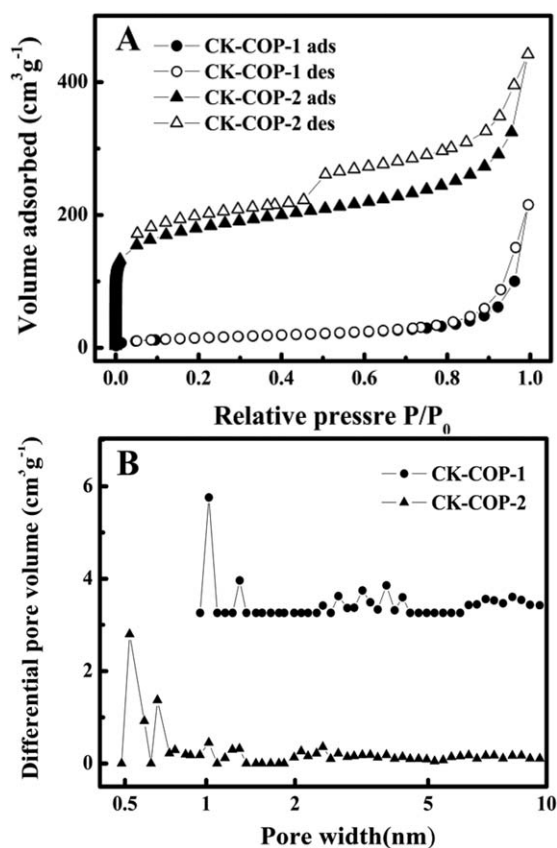 A
CK-COP-1 ads
CK-COP-1 des
CK-COP-2 ads
CK-COP-2 des
400
200
0
Volume adsorbed (cm³g⁻¹)
0.0 0.2 0.4 0.6 0.8 1.0
Relative pressre P/P₀
B
CK-COP-1
CK-COP-2
6
4
2
0
Differential pore volume (cm³g⁻¹)
0.5 1 2 5 10
Pore width(nm)